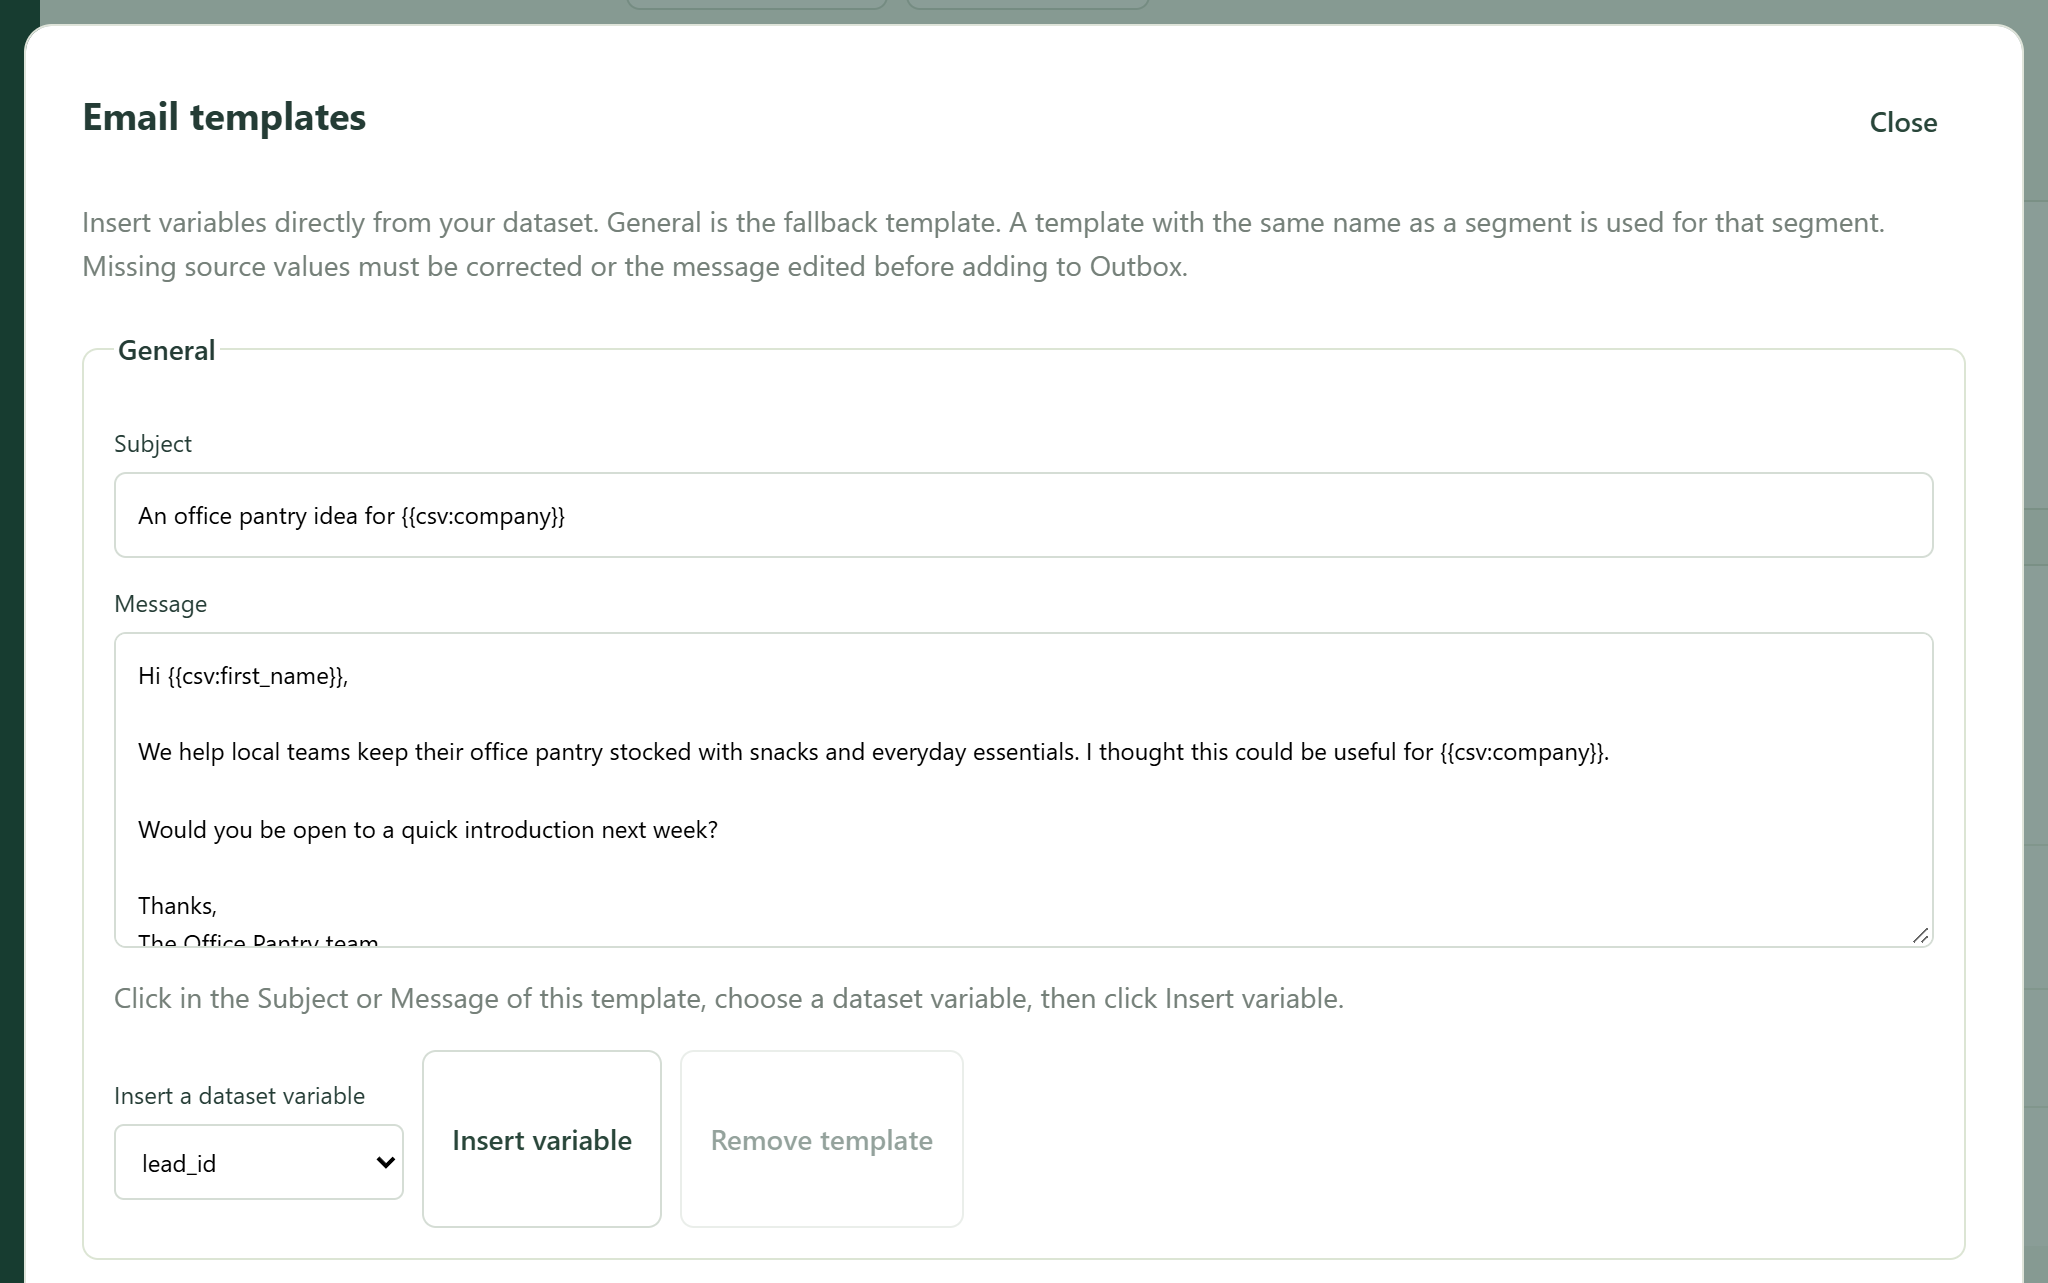 Email templates
Close
Insert variables directly from your dataset. General is the fallback template. A template with the same name as a segment is used for that segment.
Missing source values must be corrected or the message edited before adding to Outbox.
General
Subject
An office pantry idea for {{csv:company}}
Message
Hi {{csv:first_name}},
We help local teams keep their office pantry stocked with snacks and everyday essentials. I thought this could be useful for {{csv:company}}.
Would you be open to a quick introduction next week?
Thanks,
The Office Pantry team
Click in the Subject or Message of this template, choose a dataset variable, then click Insert variable.
Insert a dataset variable
lead_id
Insert variable
Remove template